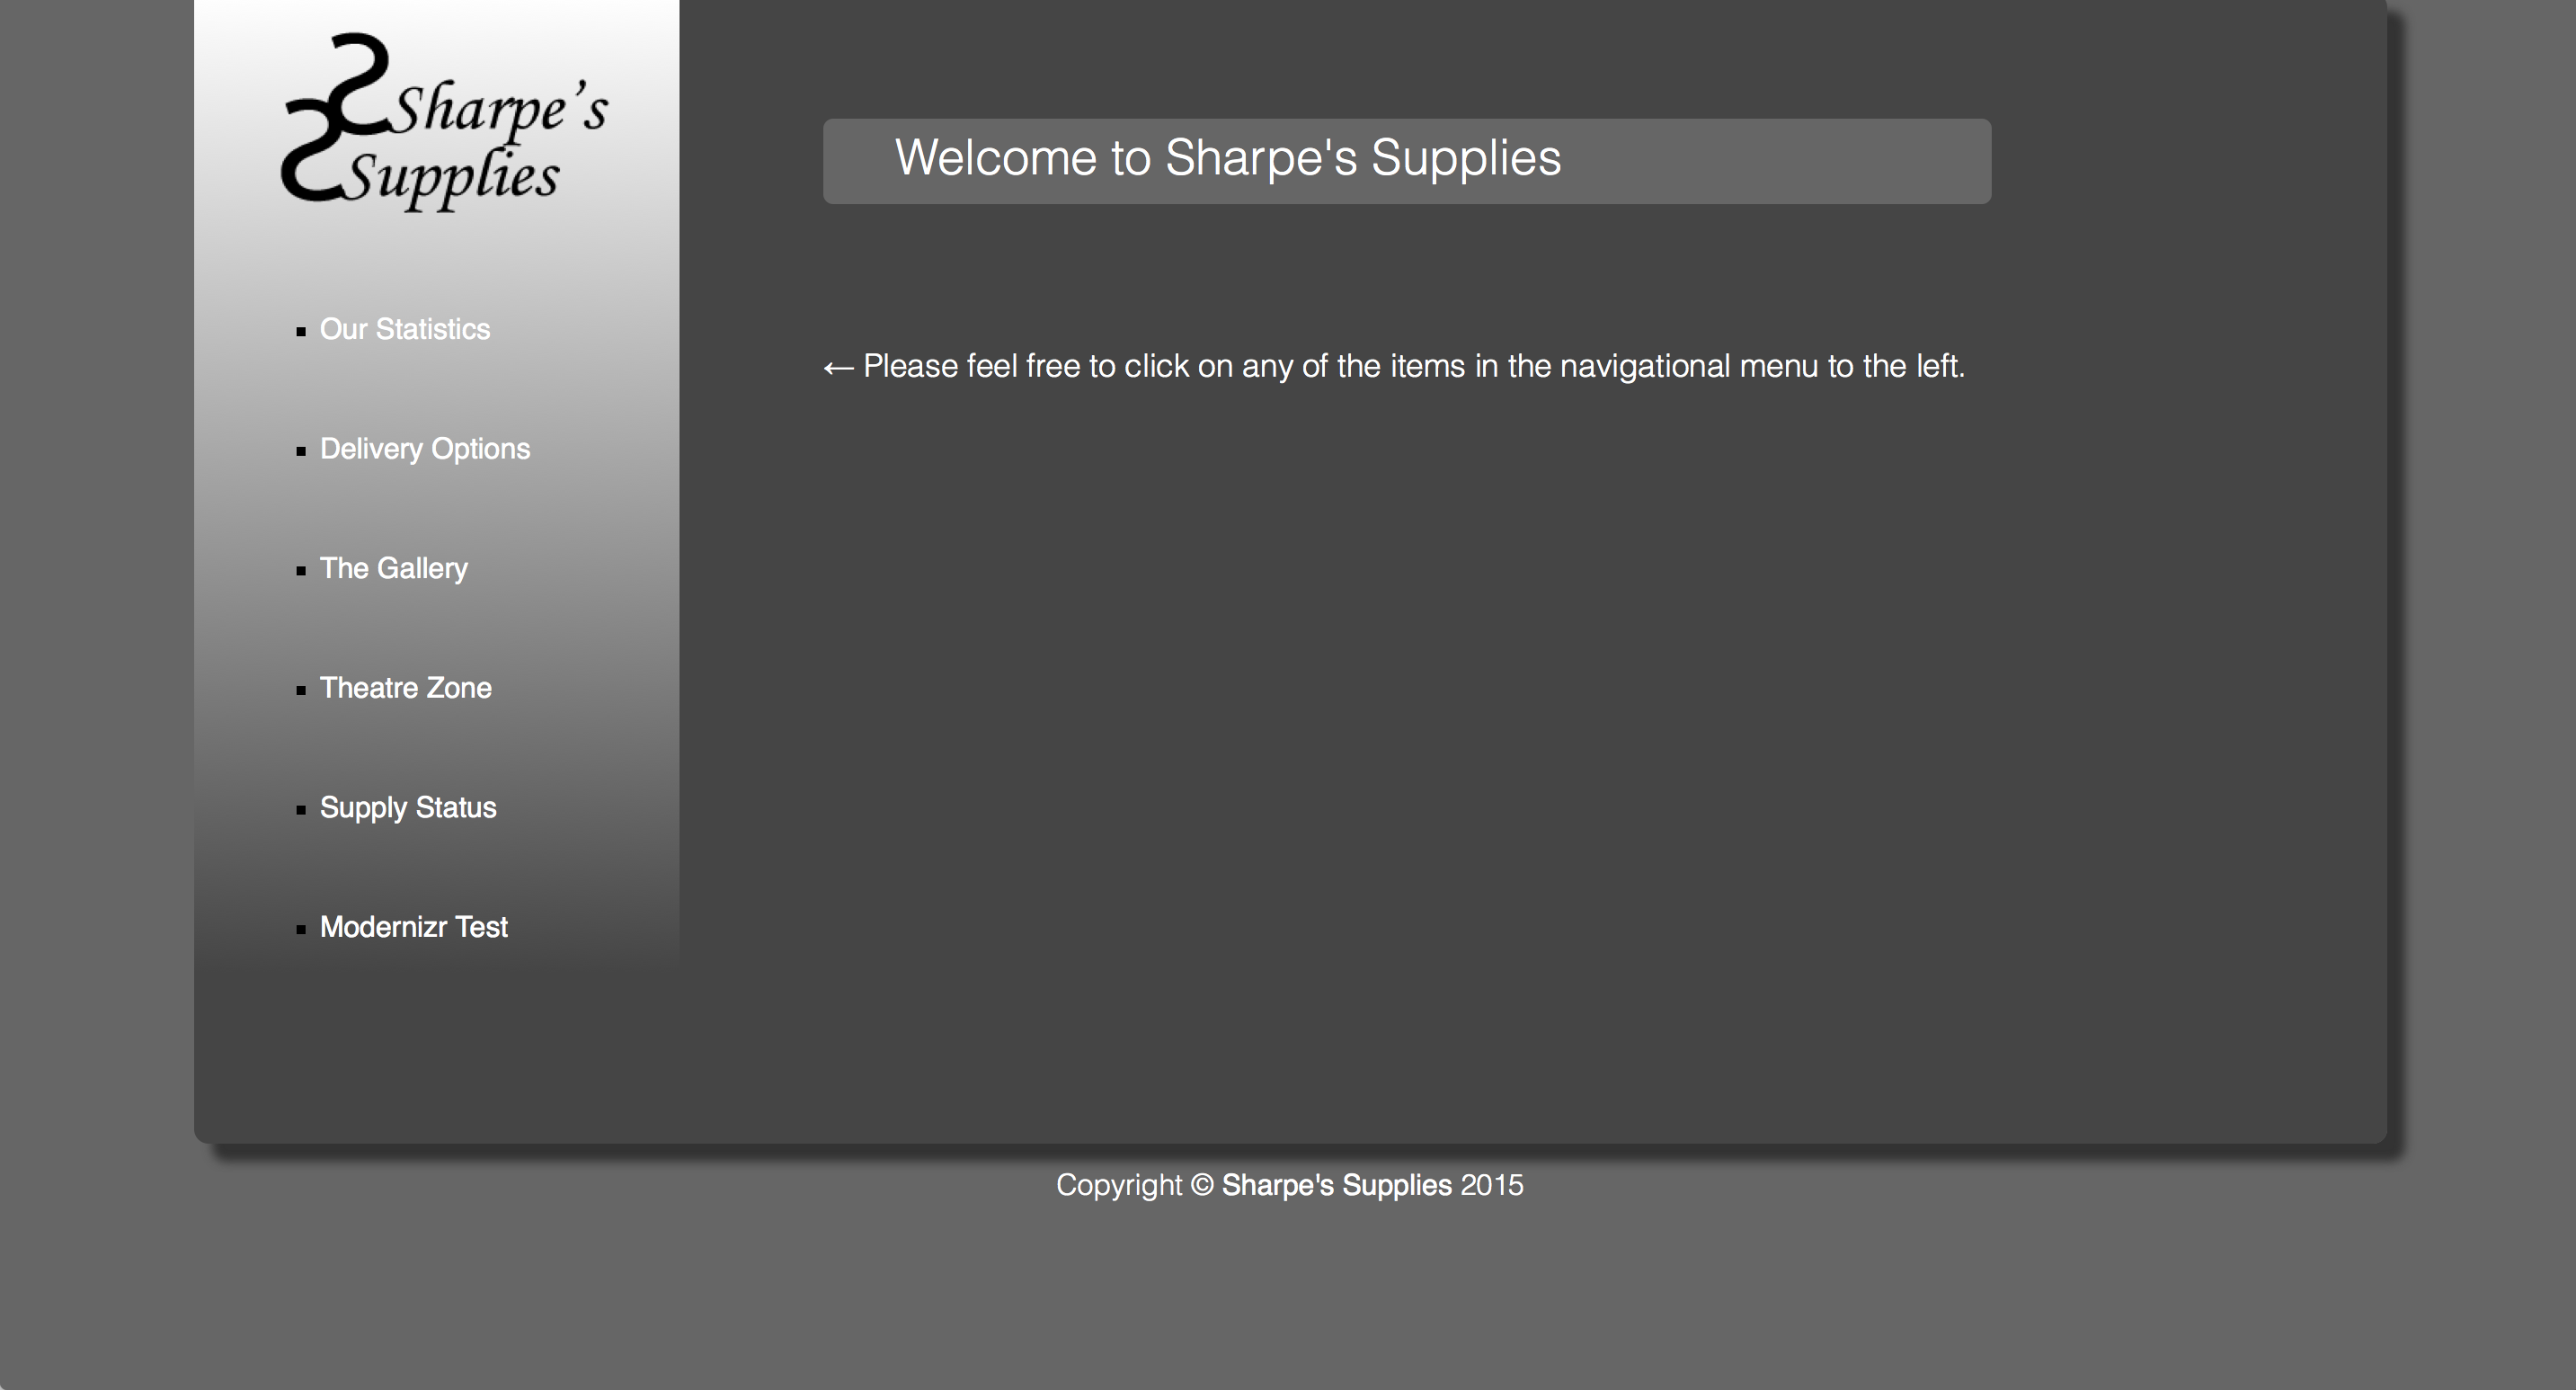 Sharpe's
Supplies
Our Statistics
Delivery Options
The Gallery
Theatre Zone
Supply Status
Modernizr Test
Welcome to Sharpe's Supplies
← Please feel free to click on any of the items in the navigational menu to the left.
Copyright © Sharpe's Supplies 2015